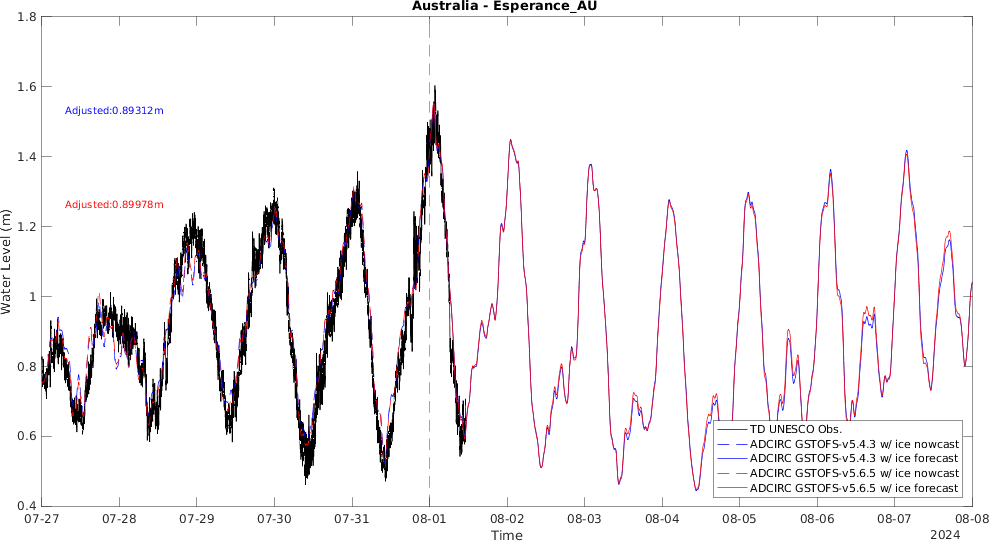 Australia - Esperance_AU
1.8
1.6
1.4
1.2
1
0.8
0.6
0.4
Water Level (m)
Adjusted:0.89312m
Adjusted:0.89978m
TD UNESCO Obs.
ADCIRC GSTOFS-v5.4.3 w/ ice nowcast
ADCIRC GSTOFS-v5.4.3 w/ ice forecast
ADCIRC GSTOFS-v5.6.5 w/ ice nowcast
ADCIRC GSTOFS-v5.6.5 w/ ice forecast
07-27 07-28 07-29 07-30 07-31 08-01 08-02 08-03 08-04 08-05 08-06 08-07 08-08
Time
2024